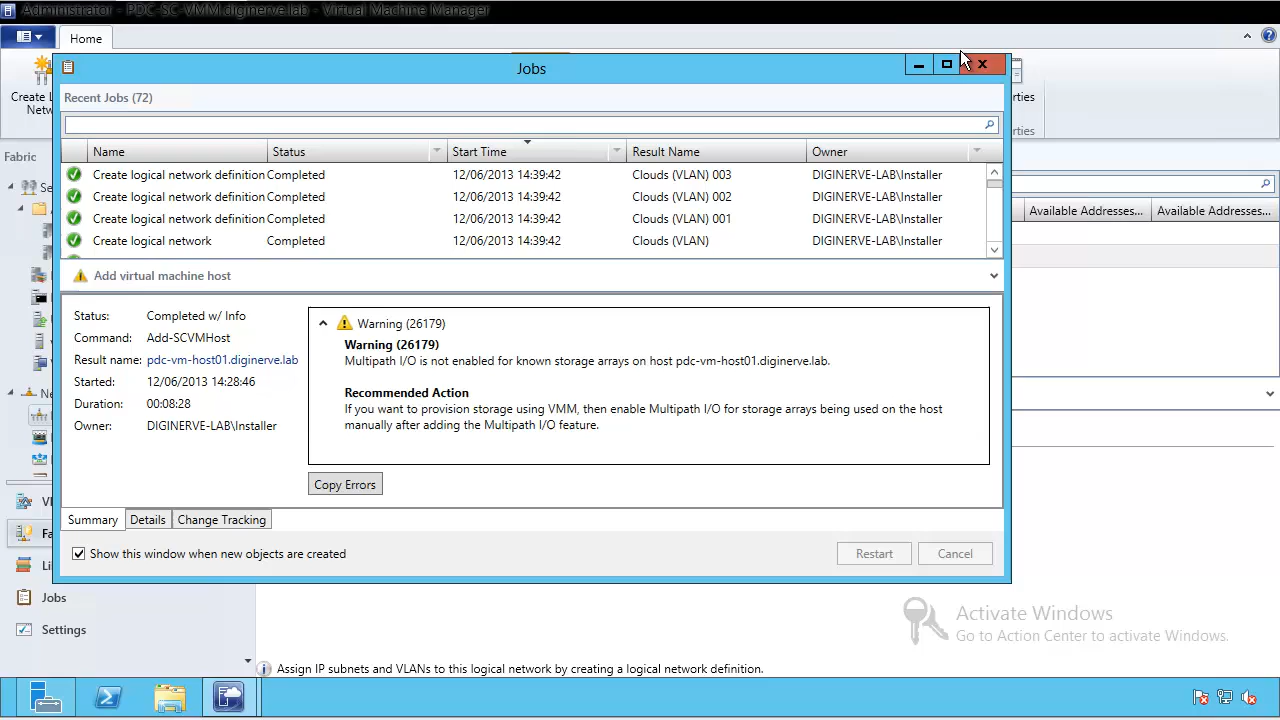 Administrator - PDC-SC-VMM.diginerve.lab - Virtual Machine Manager
Home
Create L
Netw
rties
rties
Jobs
Recent Jobs (72)
Name Status Start Time Result Name Owner
Create logical network definition Completed 12/06/2013 14:39:42 Clouds (VLAN) 003 DIGINERVE-LAB\Installer
Create logical network definition Completed 12/06/2013 14:39:42 Clouds (VLAN) 002 DIGINERVE-LAB\Installer
Create logical network definition Completed 12/06/2013 14:39:42 Clouds (VLAN) 001 DIGINERVE-LAB\Installer
Create logical network Completed 12/06/2013 14:39:42 Clouds (VLAN) DIGINERVE-LAB\Installer
Add virtual machine host
Status: Completed w/ Info
Command: Add-SCVMHost
Result name: pdc-vm-host01.diginerve.lab
Started: 12/06/2013 14:28:46
Duration: 00:08:28
Owner: DIGINERVE-LAB\Installer
Warning (26179)
Warning (26179)
Multipath I/O is not enabled for known storage arrays on host pdc-vm-host01.diginerve.lab.
Recommended Action
If you want to provision storage using VMM, then enable Multipath I/O for storage arrays being used on the host
manually after adding the Multipath I/O feature.
Copy Errors
Summary Details Change Tracking
Show this window when new objects are created
Restart Cancel
Fabric
Se
Ne
VI
Fa
Li
Jobs
Settings
Available Addresses... Available Addresses...
Activate Windows
Go to Action Center to activate Windows.
Assign IP subnets and VLANs to this logical network by creating a logical network definition.